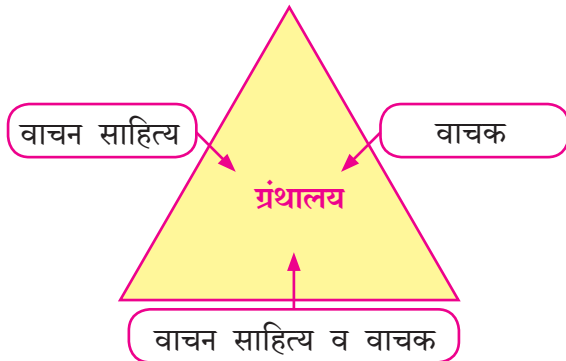 वाचन साहित्य
वाचक
ग्रंथालय
वाचन साहित्य व वाचक